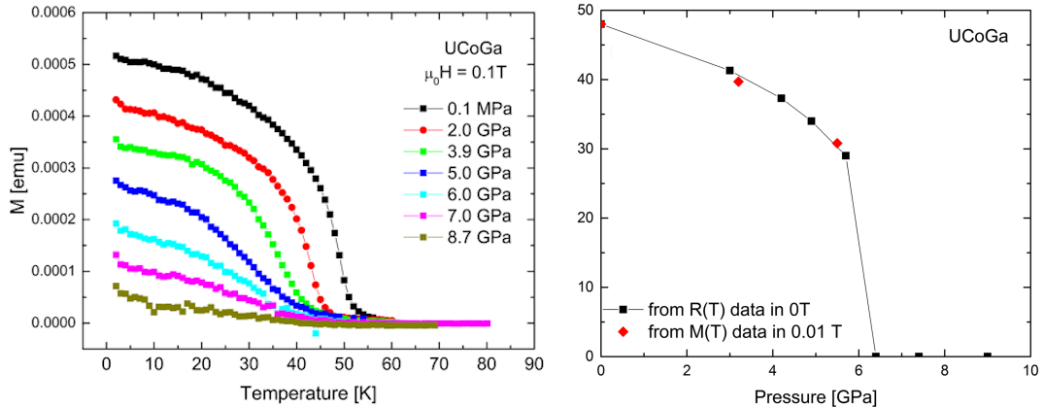 0.0006
0.0005
0.0004
0.0003
0.0002
0.0001
0.0000
M [emu]
UCoGa
μ₀H = 0.1T
0.1 MPa
2.0 GPa
3.9 GPa
5.0 GPa
6.0 GPa
7.0 GPa
8.7 GPa
0 10 20 30 40 50 60 70 80 90
Temperature [K]
50
40
30
20
10
0
UCoGa
from R(T) data in 0T
from M(T) data in 0.01 T
0 2 4 6 8 10
Pressure [GPa]